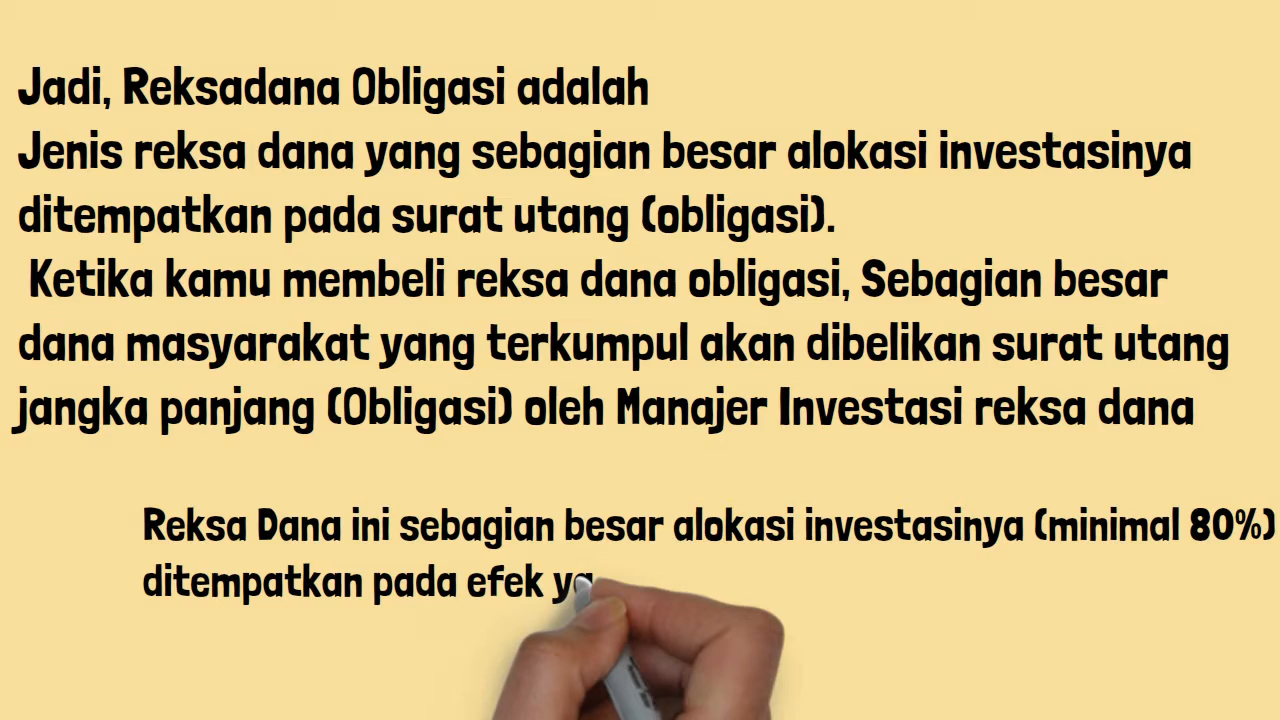 Jadi, Reksadana Obligasi adalah
Jenis reksa dana yang sebagian besar alokasi investasinya
ditempatkan pada surat utang (obligasi).
Ketika kamu membeli reksa dana obligasi, Sebagian besar
dana masyarakat yang terkumpul akan dibelikan surat utang
jangka panjang (Obligasi) oleh Manajer Investasi reksa dana
Reksa Dana ini sebagian besar alokasi investasinya (minimal 80%)
ditempatkan pada efek